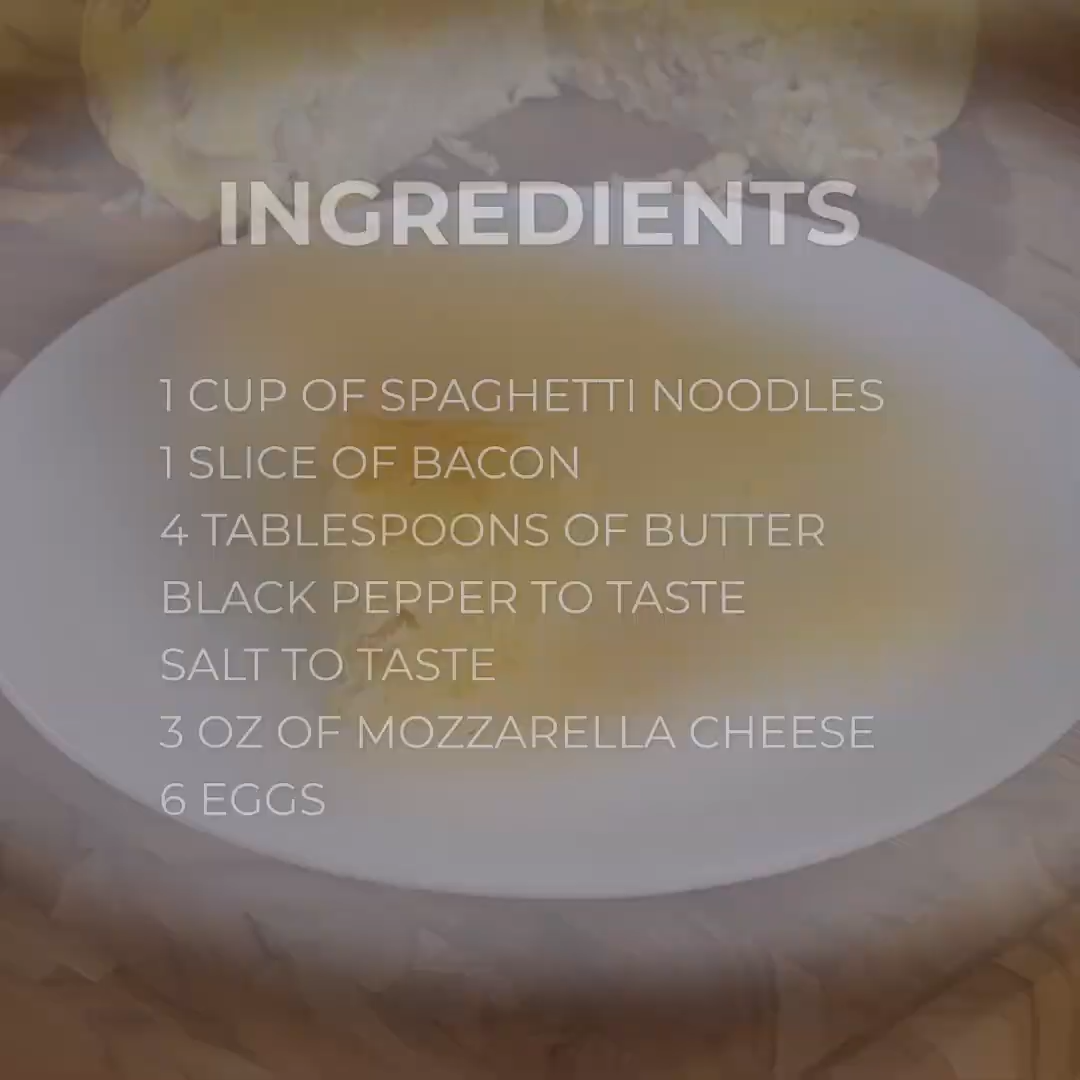 INGREDIENTS
1 CUP OF SPAGHETTI NOODLES
1 SLICE OF BACON
4 TABLESPOONS OF BUTTER
BLACK PEPPER TO TASTE
SALT TO TASTE
3 OZ OF MOZZARELLA CHEESE
6 EGGS